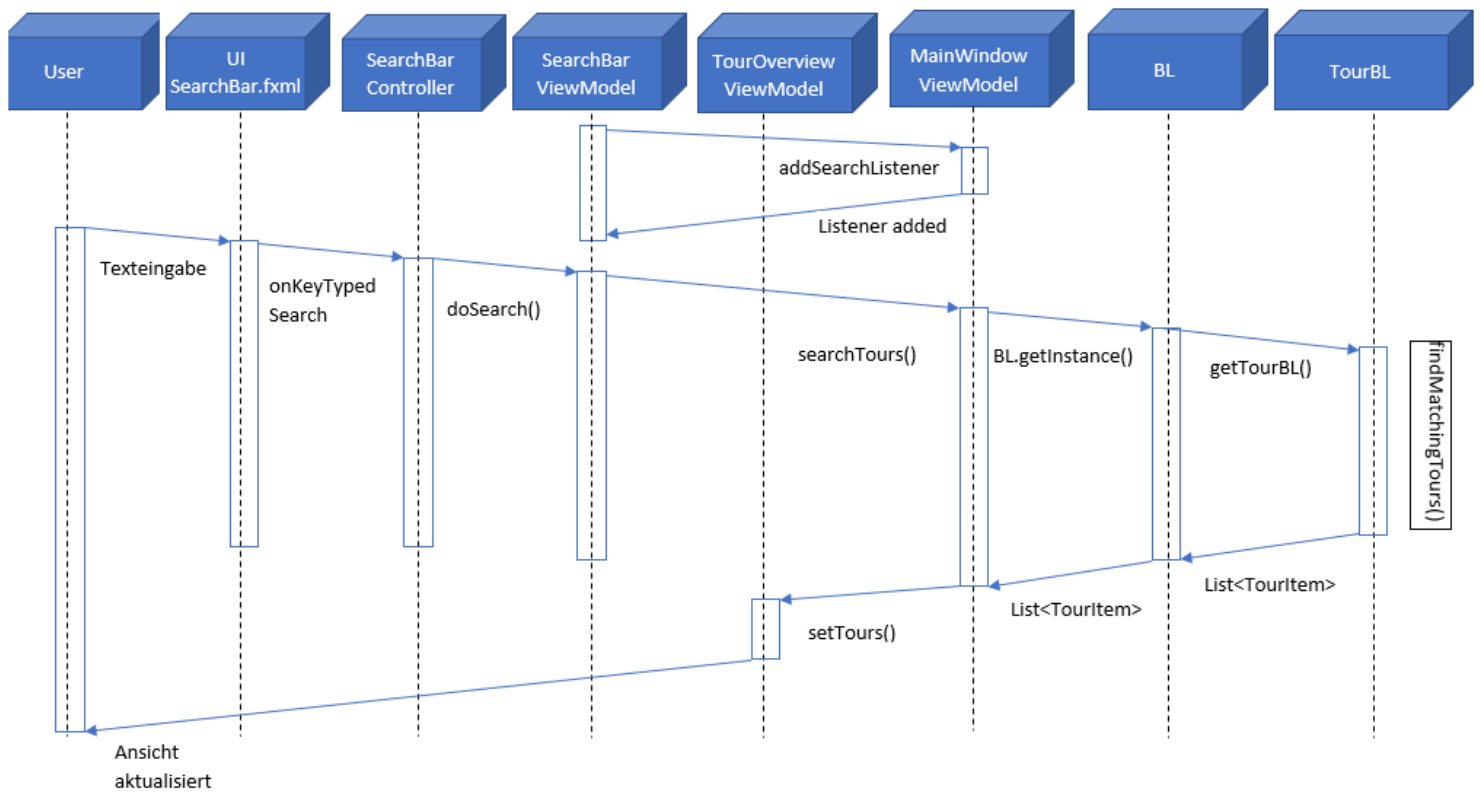 User
UI
SearchBar.fxml
SearchBar
Controller
SearchBar
ViewModel
TourOverview
ViewModel
MainWindow
ViewModel
BL
TourBL
addSearchListener
Listener added
Texteingabe
onKeyTyped
Search
doSearch()
searchTours()
BL.getInstance()
getTourBL()
findMatchingTours()
List<TourItem>
List<TourItem>
setTours()
Ansicht
aktualisiert